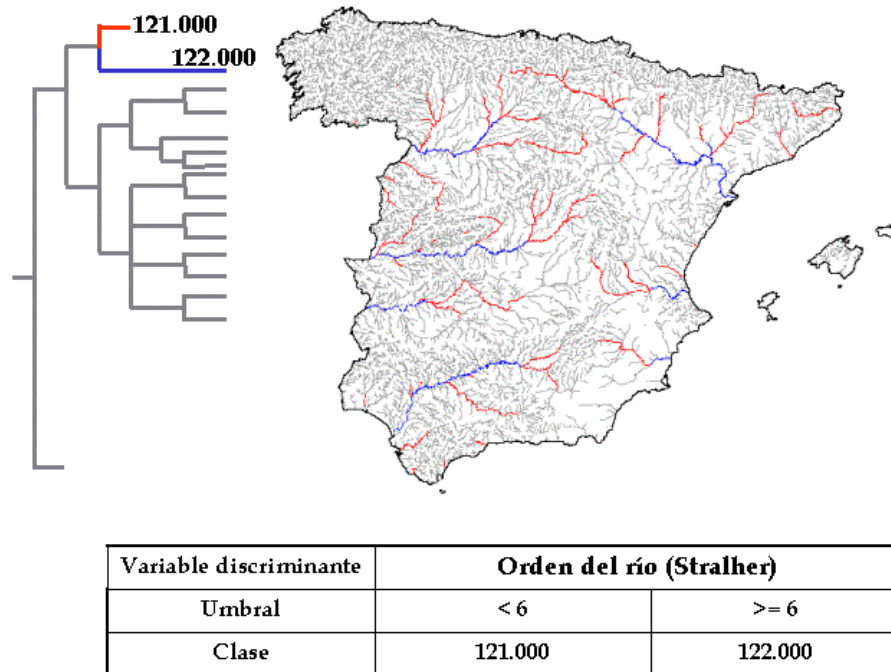 121.000
122.000
Variable discriminante Orden del río (Stralher)
Umbral < 6 >= 6
Clase 121.000 122.000